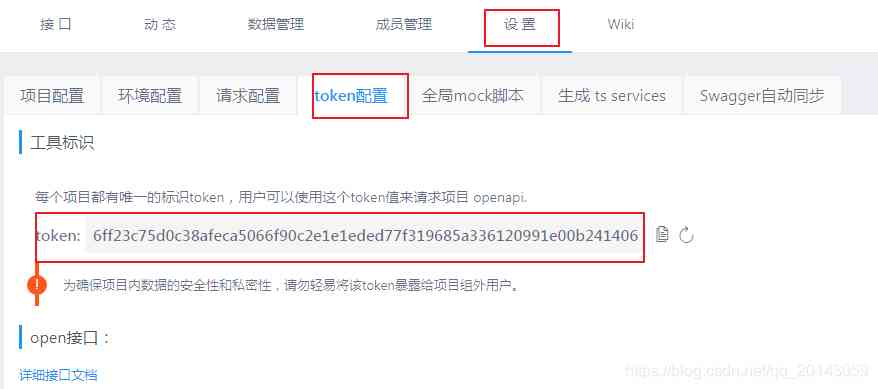 接 口 动 态 数据管理 成员管理 设 置 Wiki
项目配置 环境配置 请求配置 token配置 全局mock脚本 生成 ts services Swagger自动同步
工具标识
每个项目都有唯一的标识token，用户可以使用这个token值来请求项目 openapi.
token: 6ff23c75d0c38afeca5066f90c2e1e1eded77f319685a336120991e00b241406
为确保项目内数据的安全性和私密性，请勿轻易将该token暴露给项目组外用户。
open接口：
详细接口文档
https://blog.csdn.net/qq_20143059